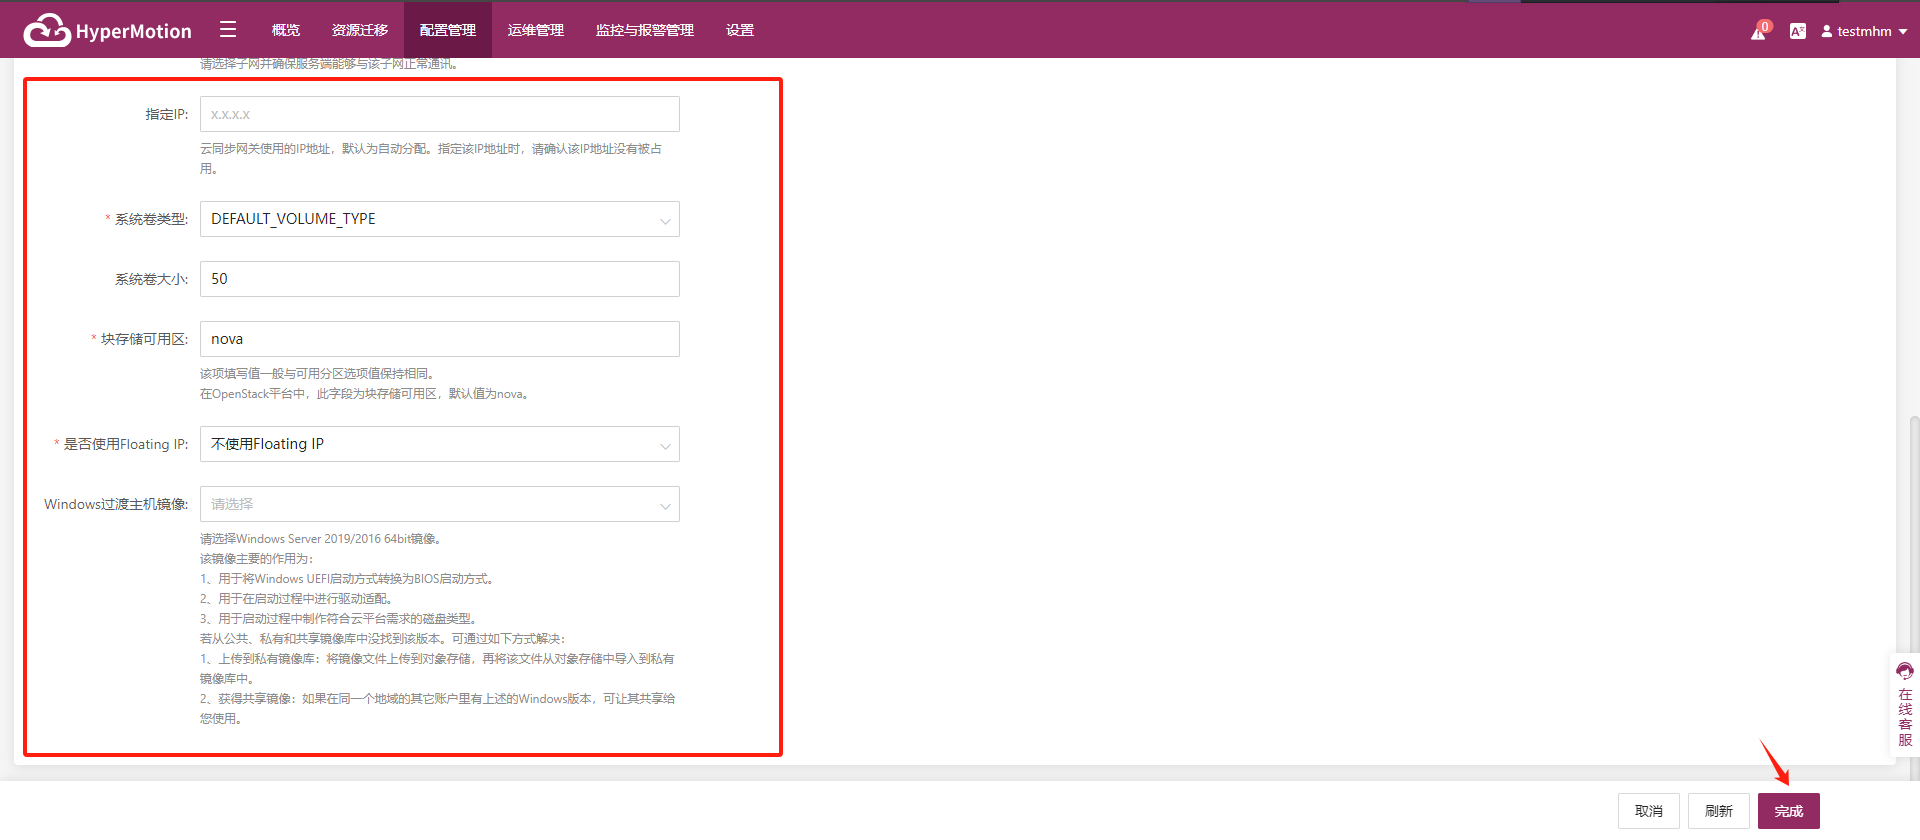 HyperMotion
概览
资源迁移
配置管理
运维管理
监控与报警管理
设置
0
testmhm
请选择子网并确保服务端能够与该子网正常通讯。
指定IP:
x.x.x.x
云同步网关使用的IP地址，默认为自动分配。指定该IP地址时，请确认该IP地址没有被占
用。
* 系统卷类型:
DEFAULT_VOLUME_TYPE
系统卷大小:
50
* 块存储可用区:
nova
该项填写值一般与可用分区选项值保持相同。
在OpenStack平台中，此字段为块存储可用区，默认值为nova。
* 是否使用Floating IP:
不使用Floating IP
Windows过渡主机镜像:
请选择
请选择Windows Server 2019/2016 64bit镜像。
该镜像主要的作用为：
1、用于将Windows UEFI启动方式转换为BIOS启动方式。
2、用于在启动过程中进行驱动适配。
3、用于启动过程中制作符合云平台需求的磁盘类型。
若从公共、私有和共享镜像库中没找到该版本。可通过如下方式解决：
1、上传到私有镜像库：将镜像文件上传到对象存储，再将该文件从对象存储中导入到私有
镜像库中。
2、获得共享镜像：如果在同一个地域的其它账户里有上述的Windows版本，可让其共享给
您使用。
在线客服
取消
刷新
完成